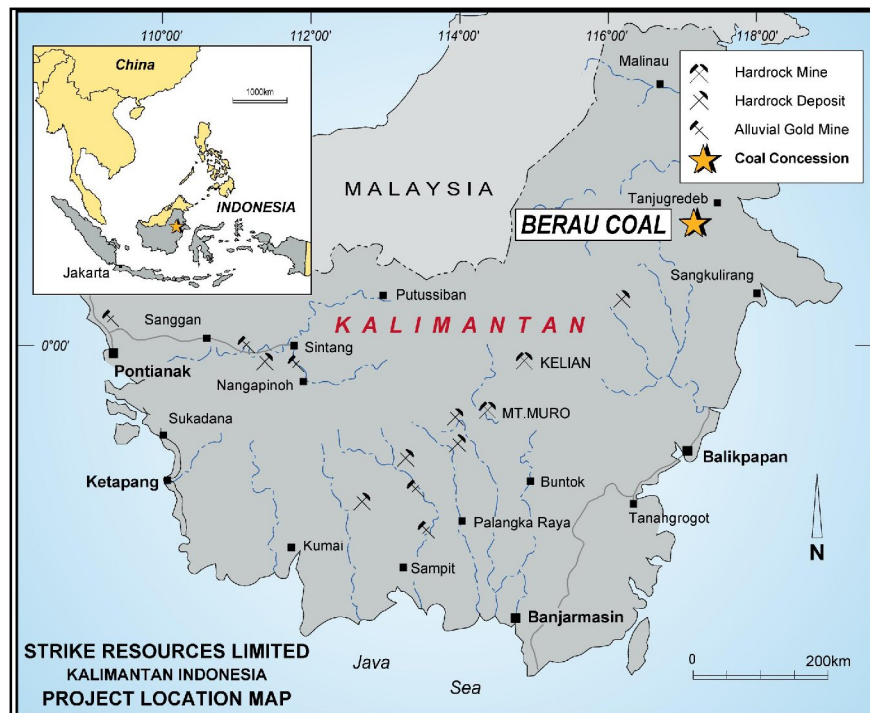 110°00'
112°00'
114°00'
116°00'
118°00'
China
1000km
INDONESIA
Jakarta
Hardrock Mine
Hardrock Deposit
Alluvial Gold Mine
Coal Concession
Malinau
MALAYSIA
Tanjugredeb
BERAU COAL
Sangkulirang
Putussiban
KALIMANTAN
Sanggan
0°00'
Sintang
Pontianak
KELIAN
Nangapinoh
MT.MURO
Sukadana
Balikpapan
Ketapang
Buntok
Tanahgrogot
Palangka Raya
N
Kumai
Sampit
Banjarmasin
STRIKE RESOURCES LIMITED
KALIMANTAN INDONESIA
PROJECT LOCATION MAP
Java
Sea
0
200km